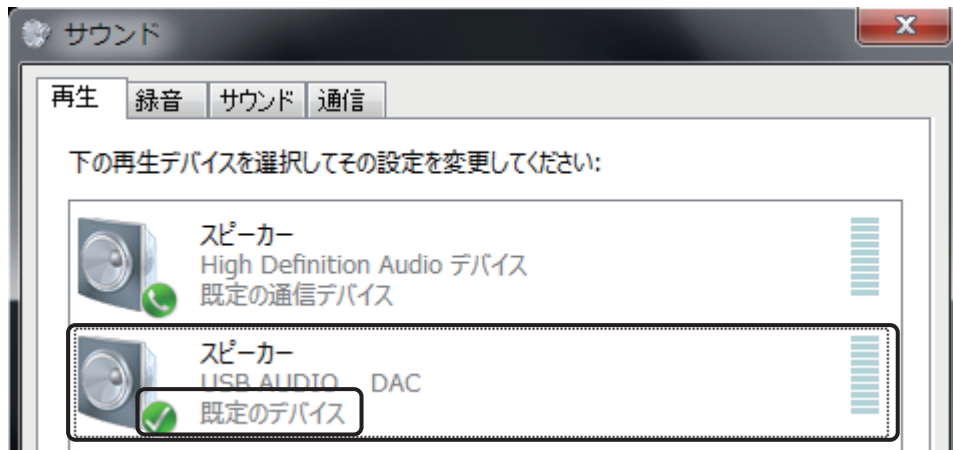 サウンド
再生 録音 サウンド 通信
下の再生デバイスを選択してその設定を変更してください:
スピーカー
High Definition Audio デバイス
既定の通信デバイス
スピーカー
USB AUDIO DAC
既定のデバイス